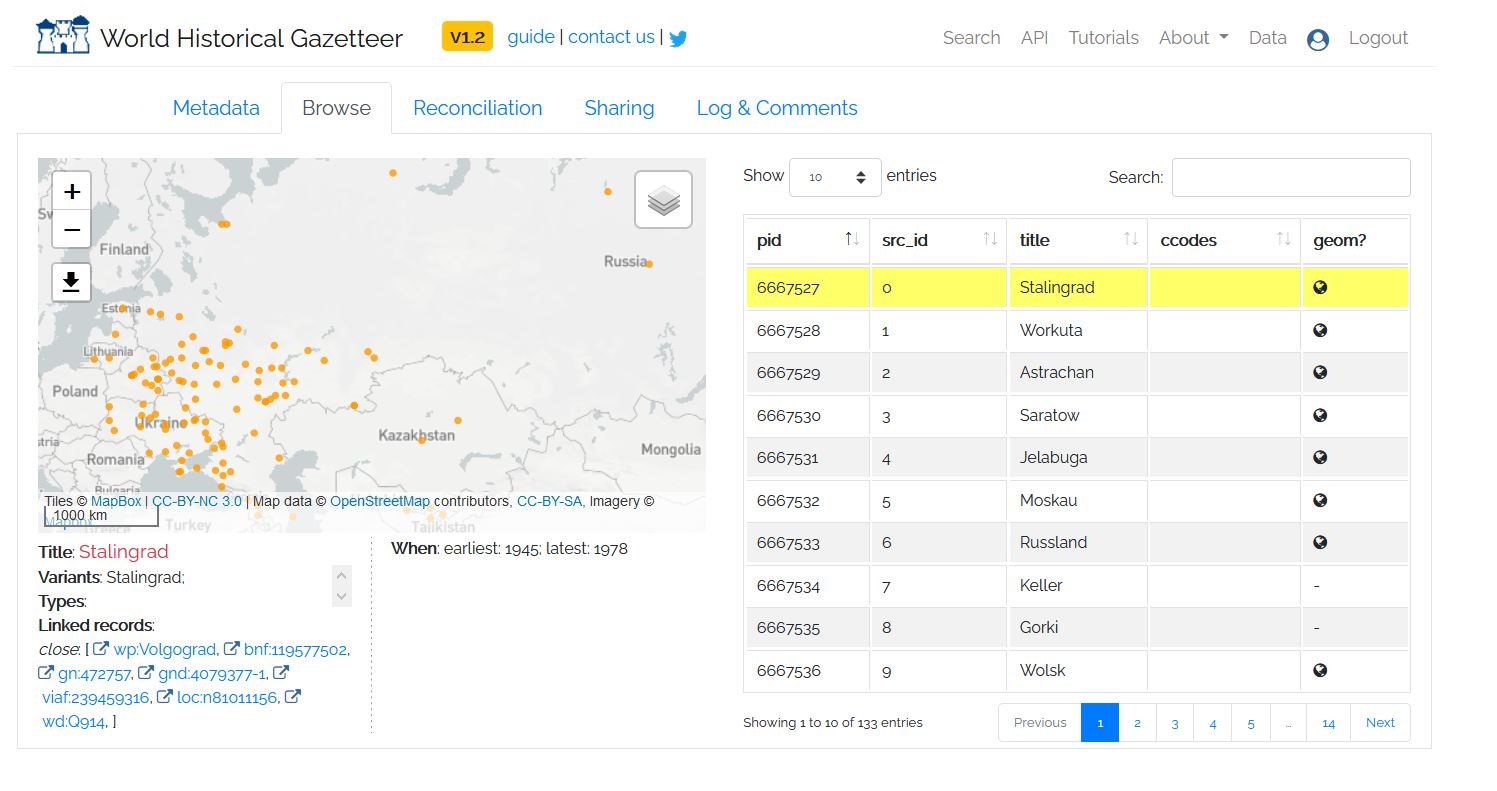 World Historical Gazetteer V1.2 guide | contact us | Search API Tutorials About Data Logout
Metadata Browse Reconciliation Sharing Log & Comments
+
−
Finland
Russia
Estonia
Lithuania
Poland
Ukraine
Kazakhstan
Mongolia
Romania
Bulgaria
Tiles © MapBox | CC-BY-NC 3.0 | Map data © OpenStreetMap contributors, CC-BY-SA, Imagery ©
Mapbox
1000 km
Greece
Turkey
Tajikistan
Title: Stalingrad
Variants: Stalingrad;
Types:
Linked records:
close: [ wp:Volgograd, bnf:119577502,
gn:472757, gnd:4079377-1,
viaf:239459316, loc:n81011156,
wd:Q914, ]
When: earliest: 1945; latest: 1978
Show 10 entries Search:
pid src_id title ccodes geom?
6667527 0 Stalingrad
6667528 1 Workuta
6667529 2 Astrachan
6667530 3 Saratow
6667531 4 Jelabuga
6667532 5 Moskau
6667533 6 Russland
6667534 7 Keller -
6667535 8 Gorki -
6667536 9 Wolsk
Showing 1 to 10 of 133 entries Previous 1 2 3 4 5 … 14 Next